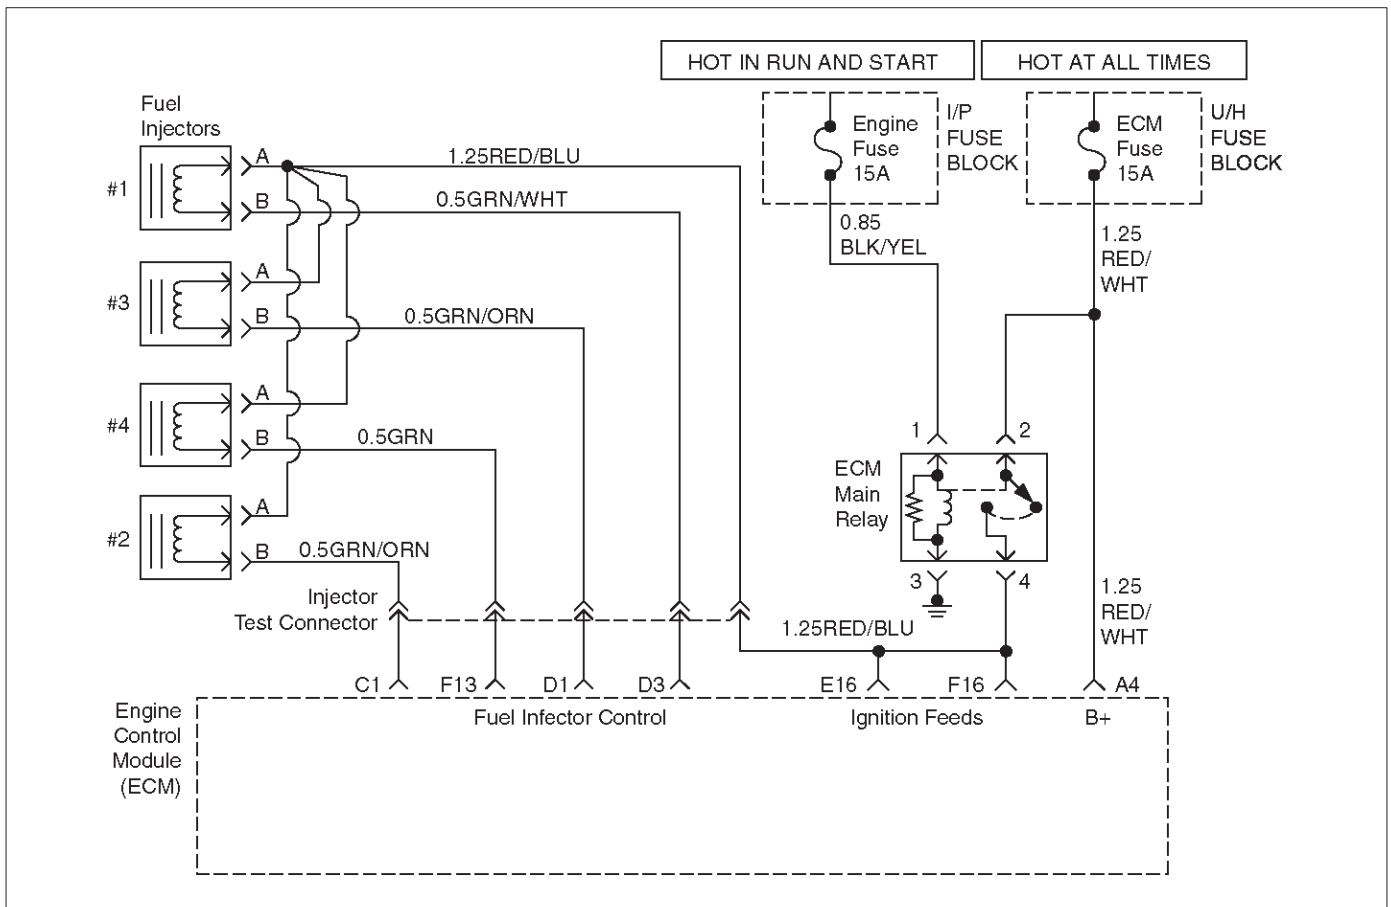 HOT IN RUN AND START
HOT AT ALL TIMES
Fuel
Injectors
Engine
Fuse
15A
I/P
FUSE
BLOCK
ECM
Fuse
15A
U/H
FUSE
BLOCK
#1
A
1.25RED/BLU
B
0.5GRN/WHT
0.85
BLK/YEL
1.25
RED/
WHT
#3
A
B
0.5GRN/ORN
#4
A
B
0.5GRN
1
2
ECM
Main
Relay
#2
A
B
0.5GRN/ORN
3
4
Injector
Test Connector
1.25RED/BLU
1.25
RED/
WHT
C1
F13
D1
D3
E16
F16
A4
Engine
Control
Module
(ECM)
Fuel Infector Control
Ignition Feeds
B+